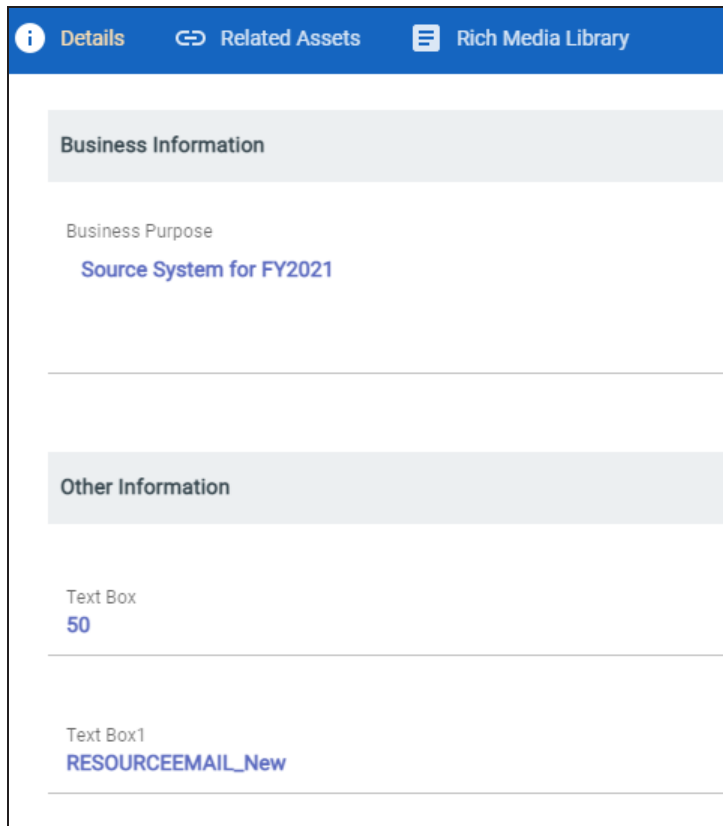 Details Related Assets Rich Media Library
Business Information
Business Purpose
Source System for FY2021
Other Information
Text Box
50
Text Box1
RESOURCEEMAIL_New